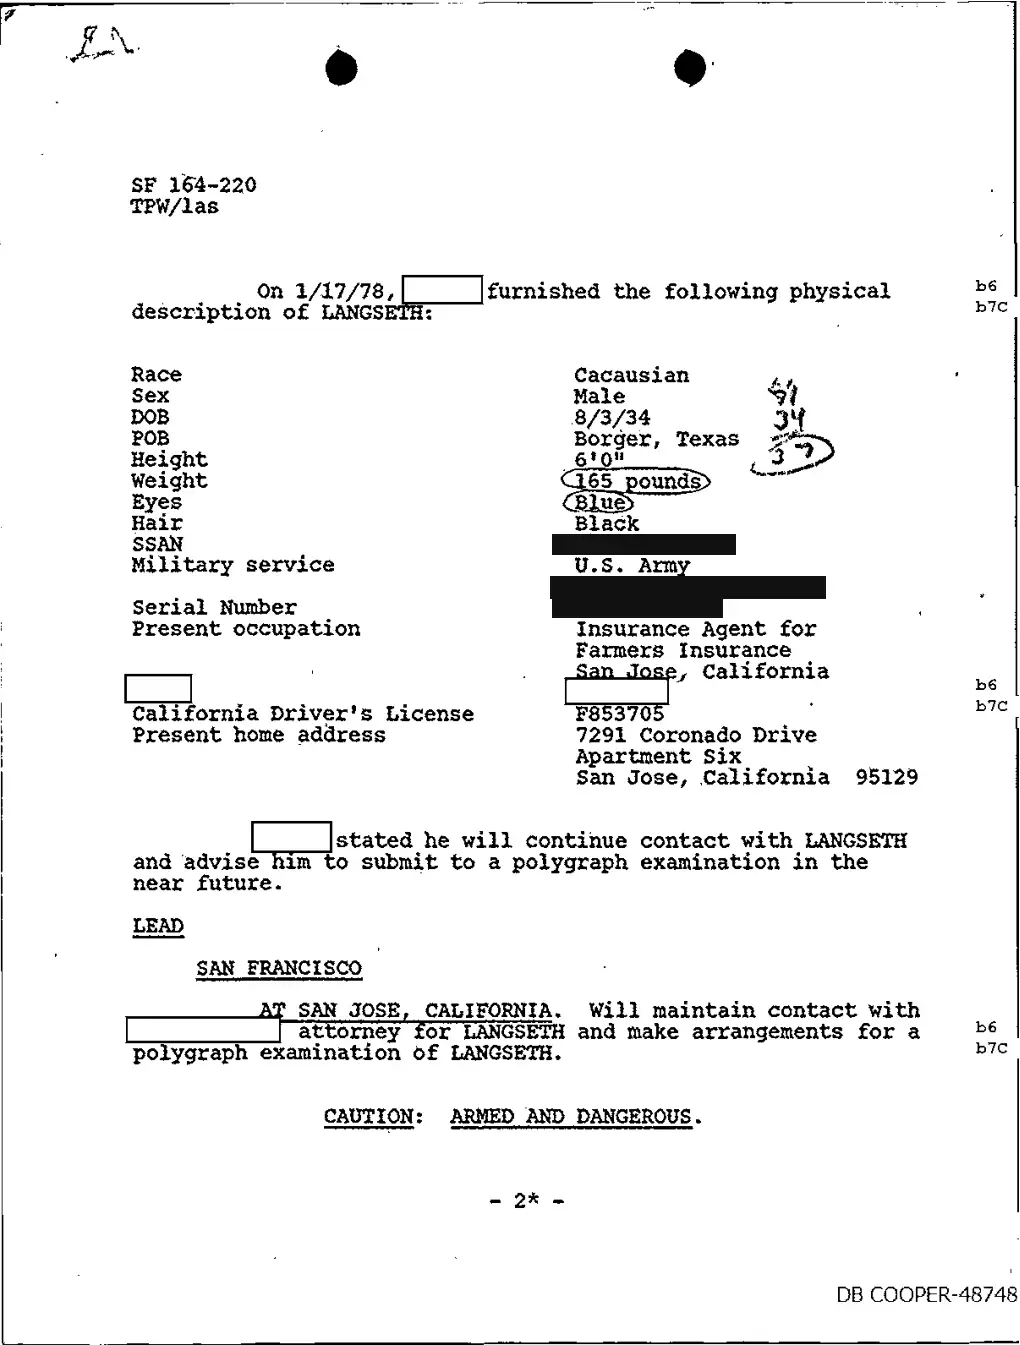 SF 164-220
TPW/las
On 1/17/78, furnished the following physical b6
description of LANGSETH: b7C
Race Cacausian
Sex Male 71
DOB 8/3/34 34
POB Borger, Texas
Height 6'0" 37
Weight 165 pounds
Eyes Blue
Hair Black
SSAN
Military service U.S. Army
Serial Number
Present occupation Insurance Agent for
Farmers Insurance
San Jose, California
b6
California Driver's License F853705 b7C
Present home address 7291 Coronado Drive
Apartment Six
San Jose, California 95129
stated he will continue contact with LANGSETH
and advise him to submit to a polygraph examination in the
near future.
LEAD
SAN FRANCISCO
AT SAN JOSE, CALIFORNIA. Will maintain contact with
attorney for LANGSETH and make arrangements for a b6
polygraph examination of LANGSETH. b7C
CAUTION: ARMED AND DANGEROUS.
- 2* -
DB COOPER-48748